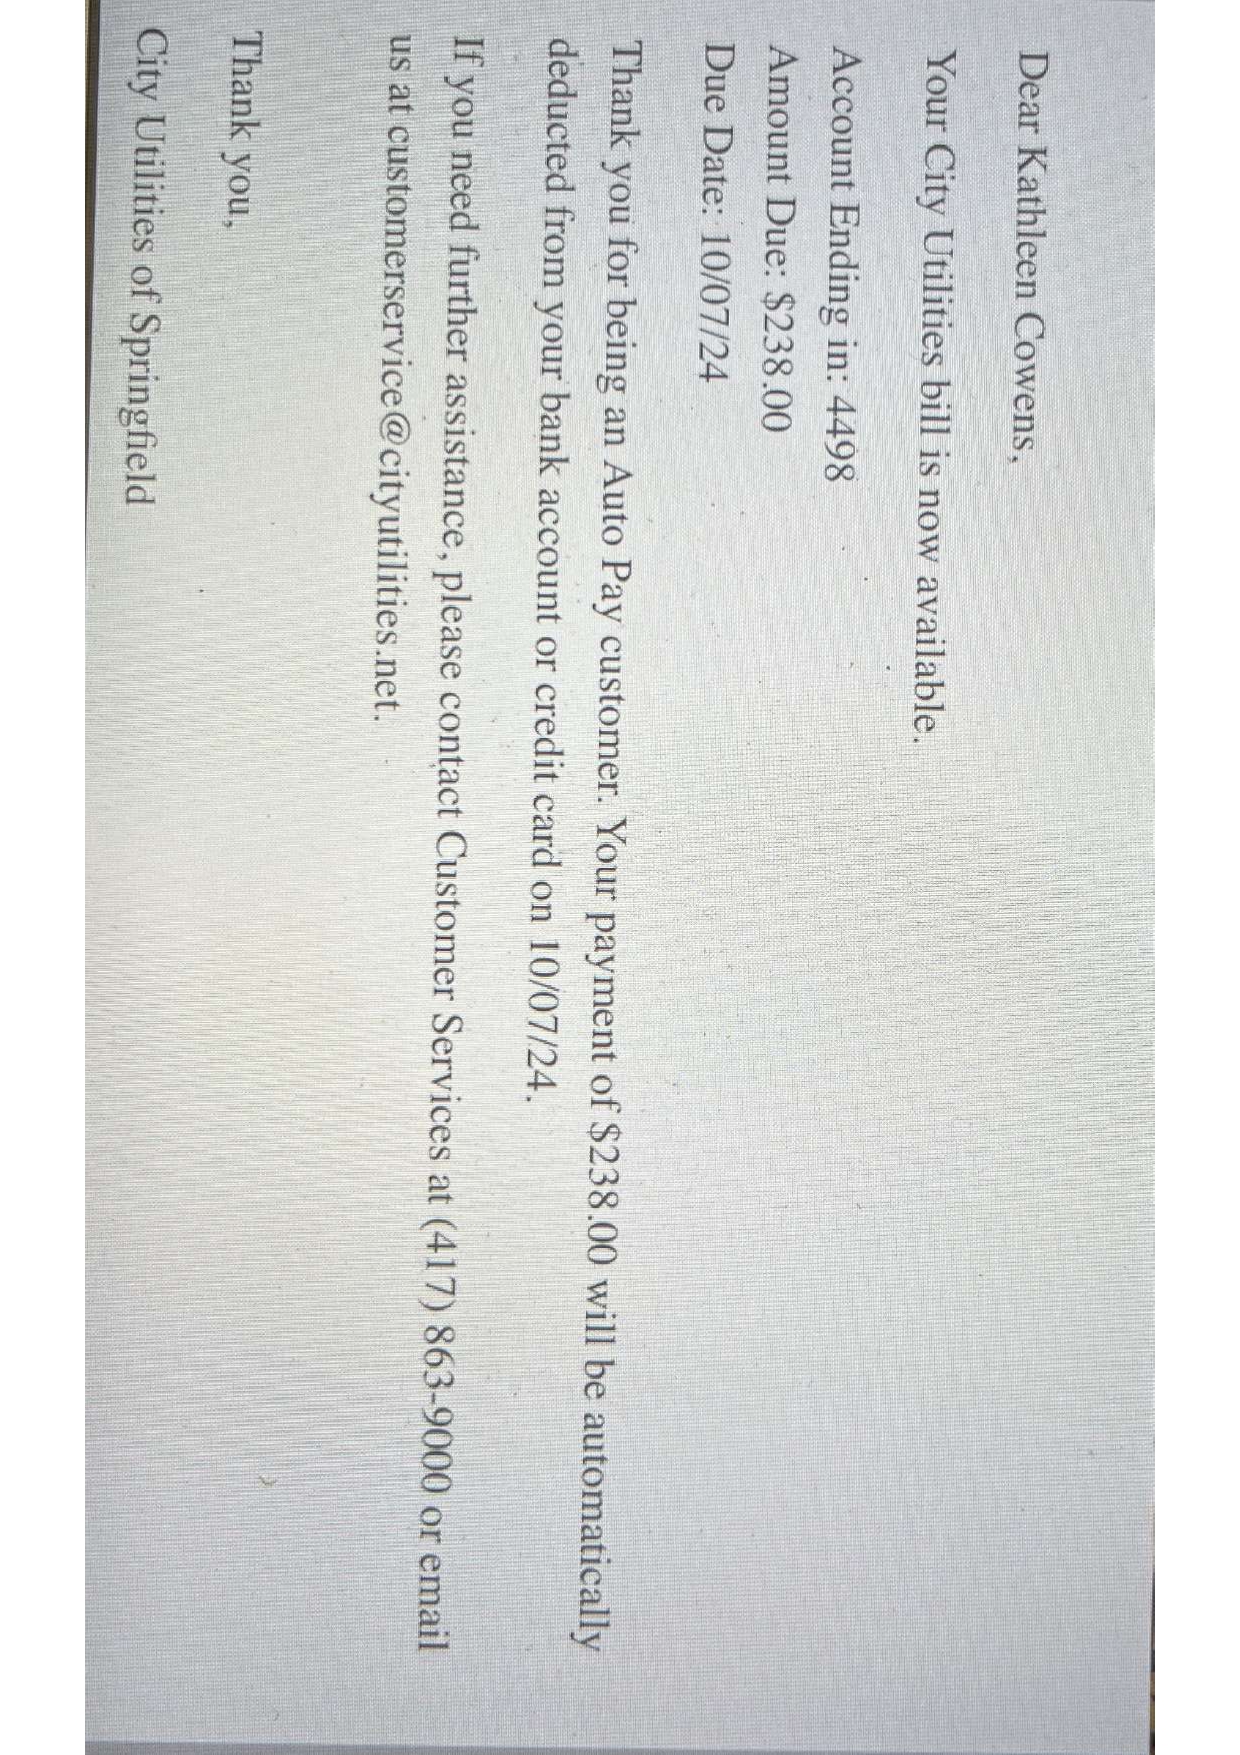 Dear Kathleen Cowens,
Your City Utilities bill is now available.
Account Ending in: 4498
Amount Due: $238.00
Due Date: 10/07/24
Thank you for being an Auto Pay customer. Your payment of $238.00 will be automatically
deducted from your bank account or credit card on 10/07/24.
If you need further assistance, please contact Customer Services at (417) 863-9000 or email
us at customerservice@cityutilities.net.
Thank you,
City Utilities of Springfield